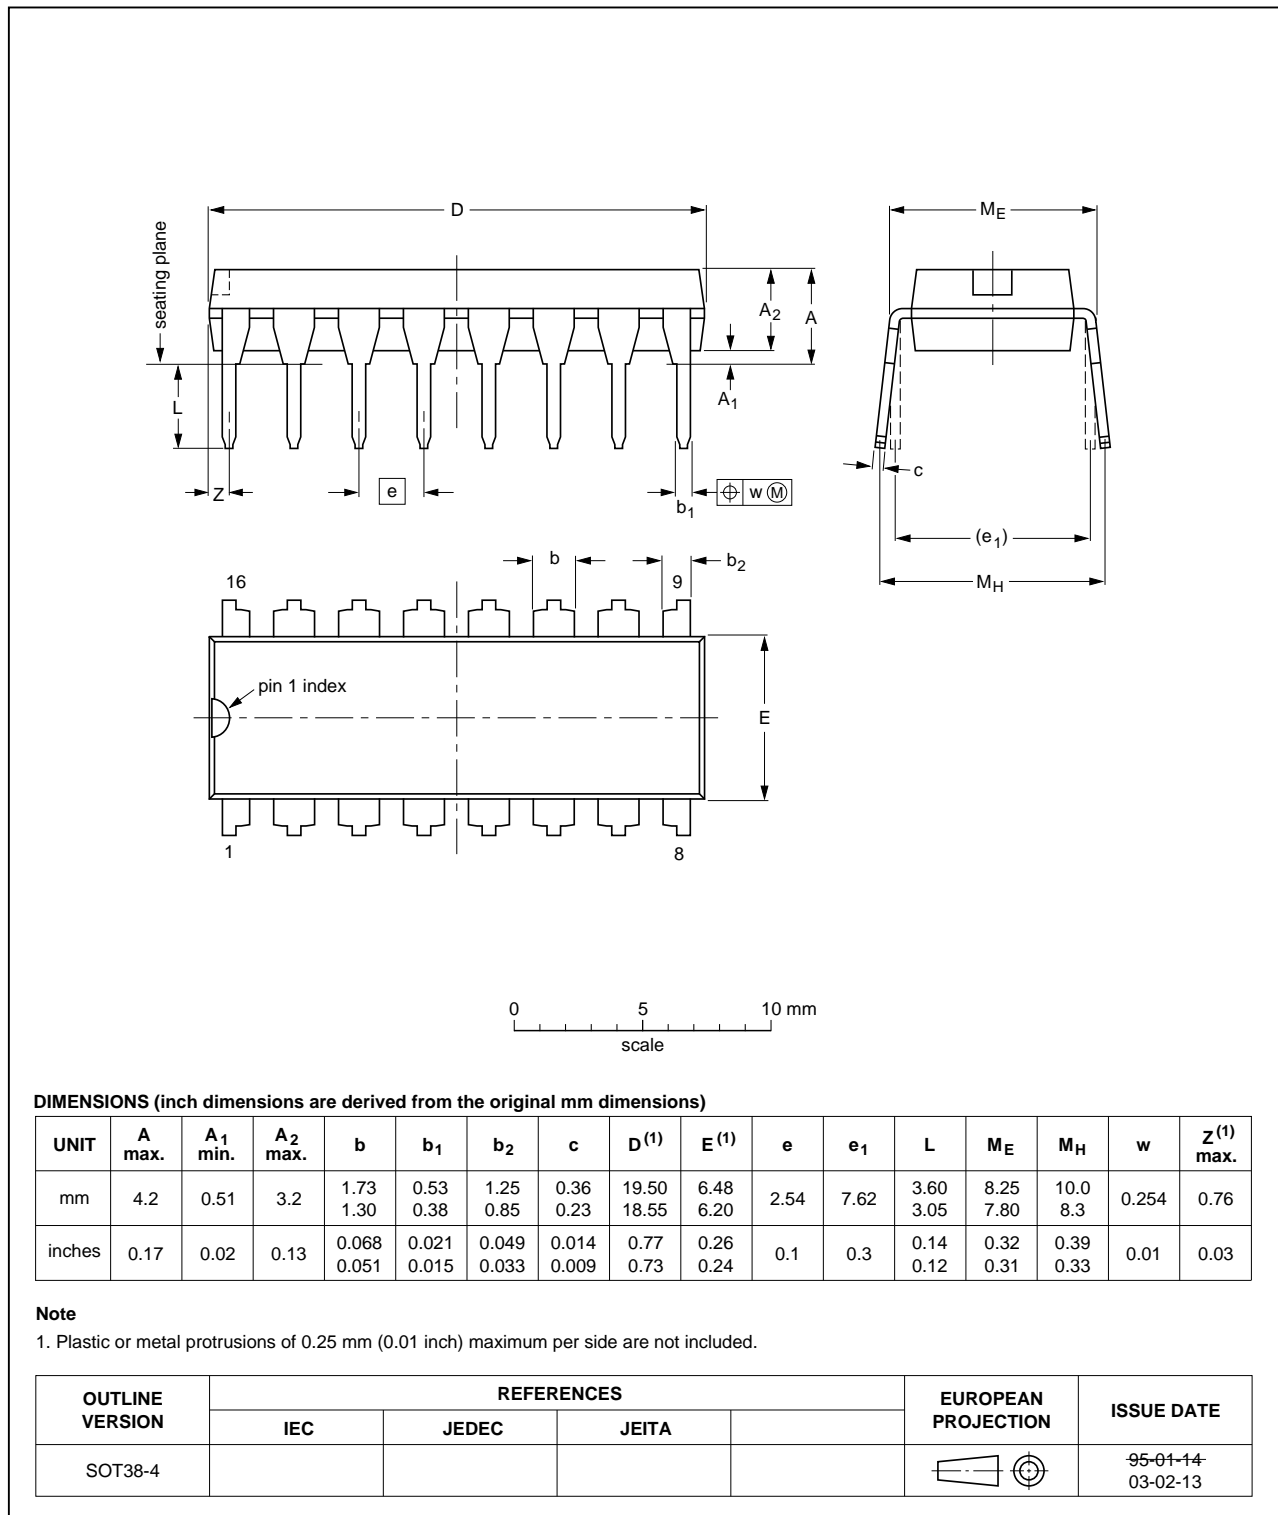 D
M E
seating plane
A2
A
L
A1
Z
e
b1
w M
c
(e1)
M H
16
b
9
b2
pin 1 index
E
1
8
0 5 10 mm
scale
DIMENSIONS (inch dimensions are derived from the original mm dimensions)
UNIT A max. A1 min. A2 max. b b1 b2 c D(1) E(1) e e1 L ME MH w Z(1) max.
mm 4.2 0.51 3.2 1.73 1.30 0.53 0.38 1.25 0.85 0.36 0.23 19.50 18.55 6.48 6.20 2.54 7.62 3.60 3.05 8.25 7.80 10.0 8.3 0.254 0.76
inches 0.17 0.02 0.13 0.068 0.051 0.021 0.015 0.049 0.033 0.014 0.009 0.77 0.73 0.26 0.24 0.1 0.3 0.14 0.12 0.32 0.31 0.39 0.33 0.01 0.03
Note
1. Plastic or metal protrusions of 0.25 mm (0.01 inch) maximum per side are not included.
OUTLINE VERSION REFERENCES EUROPEAN PROJECTION ISSUE DATE
IEC JEDEC JEITA
SOT38-4 95-01-14
03-02-13